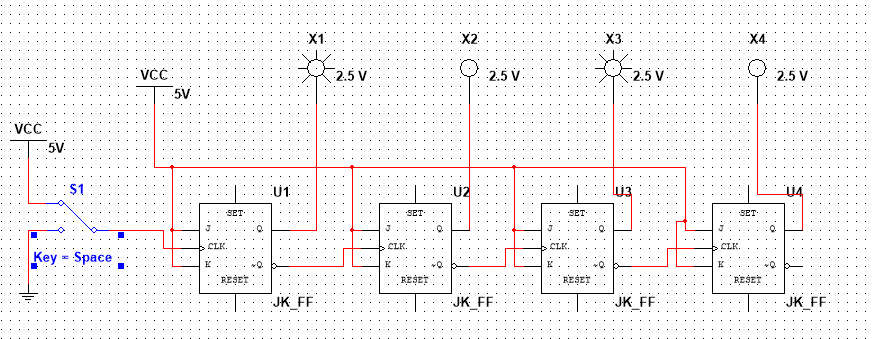 X1
X2
X3
X4
2.5 V
2.5 V
2.5 V
2.5 V
VCC
5V
VCC
5V
S1
Key = Space
U1
SET
J
Q
CLK
K
~Q
RESET
JK_FF
U2
SET
J
Q
CLK
K
~Q
RESET
JK_FF
U3
SET
J
Q
CLK
K
~Q
RESET
JK_FF
U4
SET
J
Q
CLK
K
~Q
RESET
JK_FF